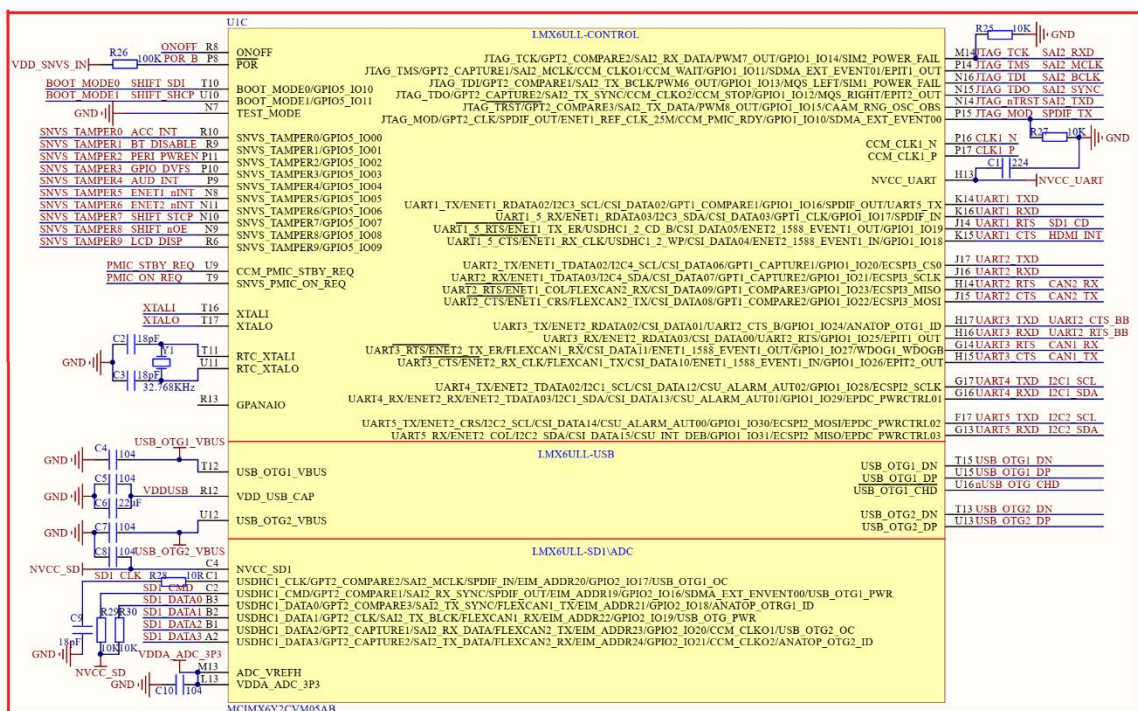 U1C
I.MX6ULL-CONTROL
ONOFF R8 ONOFF
VDD_SNVS_IN R26 100K POR_B P8 POR
BOOT_MODE0 SHIFT_SDI T10 BOOT_MODE0/GPIO5_IO10
BOOT_MODE1 SHIFT_SHCP U10 BOOT_MODE1/GPIO5_IO11
GND N7 TEST_MODE
SNVS_TAMPER0 ACC_INT R10 SNVS_TAMPER0/GPIO5_IO00
SNVS_TAMPER1 BT_DISABLE R9 SNVS_TAMPER1/GPIO5_IO01
SNVS_TAMPER2 PERI_PWREN P11 SNVS_TAMPER2/GPIO5_IO02
SNVS_TAMPER3 GPIO_DVFS P10 SNVS_TAMPER3/GPIO5_IO03
SNVS_TAMPER4 AUD_INT P9 SNVS_TAMPER4/GPIO5_IO04
SNVS_TAMPER5 ENET1_nINT N8 SNVS_TAMPER5/GPIO5_IO05
SNVS_TAMPER6 ENET2_nINT N11 SNVS_TAMPER6/GPIO5_IO06
SNVS_TAMPER7 SHIFT_STCP N10 SNVS_TAMPER7/GPIO5_IO07
SNVS_TAMPER8 SHIFT_nOE N9 SNVS_TAMPER8/GPIO5_IO08
SNVS_TAMPER9 LCD_DISP R6 SNVS_TAMPER9/GPIO5_IO09
PMIC_STBY_REQ U9 CCM_PMIC_STBY_REQ
PMIC_ON_REQ T9 SNVS_PMIC_ON_REQ
XTALI T16 XTALI
XTALO T17 XTALO
C2 18pF
GND Y1 T11 RTC_XTALI
U11 RTC_XTALO
C3 18pF
32.768KHz
R13 GPANAIO
R25 10K GND
JTAG_TCK/GPT2_COMPARE2/SAI2_RX_DATA/PWM7_OUT/GPIO1_IO14/SIM2_POWER_FAIL M14 JTAG_TCK SAI2_RXD
JTAG_TMS/GPT2_CAPTURE1/SAI2_MCLK/CCM_CLKO1/CCM_WAIT/GPIO1_IO11/SDMA_EXT_EVENT01/EPIT1_OUT P14 JTAG_TMS SAI2_MCLK
JTAG_TDI/GPT2_COMPARE1/SAI2_TX_BCLK/PWM6_OUT/GPIO1_IO13/MQS_LEFT/SIM1_POWER_FAIL N16 JTAG_TDI SAI2_BCLK
JTAG_TDO/GPT2_CAPTURE2/SAI2_TX_SYNC/CCM_CLKO2/CCM_STOP/GPIO1_IO12/MQS_RIGHT/EPIT2_OUT N15 JTAG_TDO SAI2_SYNC
JTAG_TRST/GPT2_COMPARE3/SAI2_TX_DATA/PWM8_OUT/GPIO1_IO15/CAAM_RNG_OSC_OBS N14 JTAG_nTRST SAI2_TXD
JTAG_MOD/GPT2_CLK/SPDIF_OUT/ENET1_REF_CLK_25M/CCM_PMIC_RDY/GPIO1_IO10/SDMA_EXT_EVENT00 P15 JTAG_MOD SPDIF_TX
CCM_CLK1_N P16 CLK1_N
R27 10K GND
CCM_CLK1_P P17 CLK1_P
C1 224
NVCC_UART H13 NVCC_UART
UART1_TX/ENET1_RDATA02/I2C3_SCL/CSI_DATA02/GPT1_COMPARE1/GPIO1_IO16/SPDIF_OUT/UART5_TX K14 UART1_TXD
UART1_5_RX/ENET1_RDATA03/I2C3_SDA/CSI_DATA03/GPT1_CLK/GPIO1_IO17/SPDIF_IN K16 UART1_RXD
UART1_5_RTS/ENET1_TX_ER/USDHC1_2_CD_B/CSI_DATA05/ENET2_1588_EVENT1_OUT/GPIO1_IO19 J14 UART1_RTS SD1_CD
UART1_5_CTS/ENET1_RX_CLK/USDHC1_2_WP/CSI_DATA04/ENET2_1588_EVENT1_IN/GPIO1_IO18 K15 UART1_CTS HDMI_INT
UART2_TX/ENET1_TDATA02/I2C4_SCL/CSI_DATA06/GPT1_CAPTURE1/GPIO1_IO20/ECSPI3_CS0 J17 UART2_TXD
UART2_RX/ENET1_TDATA03/I2C4_SDA/CSI_DATA07/GPT1_CAPTURE2/GPIO1_IO21/ECSPI3_SCLK J16 UART2_RXD
UART2_RTS/ENET1_COL/FLEXCAN2_RX/CSI_DATA09/GPT1_COMPARE3/GPIO1_IO23/ECSPI3_MISO H14 UART2_RTS CAN2_RX
UART2_CTS/ENET1_CRS/FLEXCAN2_TX/CSI_DATA08/GPT1_COMPARE2/GPIO1_IO22/ECSPI3_MOSI J15 UART2_CTS CAN2_TX
UART3_TX/ENET2_RDATA02/CSI_DATA01/UART2_CTS_B/GPIO1_IO24/ANATOP_OTG1_ID H17 UART3_TXD UART2_CTS_BB
UART3_RX/ENET2_RDATA03/CSI_DATA00/UART2_RTS/GPIO1_IO25/EPIT1_OUT H16 UART3_RXD UART2_RTS_BB
UART3_RTS/ENET2_TX_ER/FLEXCAN1_RX/CSI_DATA11/ENET1_1588_EVENT1_OUT/GPIO1_IO27/WDOG1_WDOGB G14 UART3_RTS CAN1_RX
UART3_CTS/ENET2_RX_CLK/FLEXCAN1_TX/CSI_DATA10/ENET1_1588_EVENT1_IN/GPIO1_IO26/EPIT2_OUT H15 UART3_CTS CAN1_TX
UART4_TX/ENET2_TDATA02/I2C1_SCL/CSI_DATA12/CSU_ALARM_AUT02/GPIO1_IO28/ECSPI2_SCLK G17 UART4_TXD I2C1_SCL
UART4_RX/ENET2_RX/ENET2_TDATA03/I2C1_SDA/CSI_DATA13/CSU_ALARM_AUT01/GPIO1_IO29/EPDC_PWRCTRL01 G16 UART4_RXD I2C1_SDA
UART5_TX/ENET2_CRS/I2C2_SCL/CSI_DATA14/CSU_ALARM_AUT00/GPIO1_IO30/ECSPI2_MOSI/EPDC_PWRCTRL02 F17 UART5_TXD I2C2_SCL
UART5_RX/ENET2_COL/I2C2_SDA/CSI_DATA15/CSU_INT_DEB/GPIO1_IO31/ECSPI2_MISO/EPDC_PWRCTRL03 G13 UART5_RXD I2C2_SDA
I.MX6ULL-USB
USB_OTG1_VBUS
C4 104
GND T12 USB_OTG1_VBUS
C5 104
GND VDDUSB R12 VDD_USB_CAP
C6 22uF
GND C7 104 U12 USB_OTG2_VBUS
C8 104 USB_OTG2_VBUS
USB_OTG1_DN T15 USB_OTG1_DN
USB_OTG1_DP U15 USB_OTG1_DP
USB_OTG1_CHD U16 nUSB_OTG_CHD
USB_OTG2_DN T13 USB_OTG2_DN
USB_OTG2_DP U13 USB_OTG2_DP
I.MX6ULL-SD1\ADC
NVCC_SD C4 NVCC_SD1
SD1_CLK R28 10R C1 USDHC1_CLK/GPT2_COMPARE2/SAI2_MCLK/SPDIF_IN/EIM_ADDR20/GPIO2_IO17/USB_OTG1_OC
SD1_CMD C2 USDHC1_CMD/GPT2_COMPARE1/SAI2_RX_SYNC/SPDIF_OUT/EIM_ADDR19/GPIO2_IO16/SDMA_EXT_ENVENT00/USB_OTG1_PWR
SD1_DATA0 B3 USDHC1_DATA0/GPT2_COMPARE3/SAI2_TX_SYNC/FLEXCAN1_TX/EIM_ADDR21/GPIO2_IO18/ANATOP_OTRG1_ID
SD1_DATA1 B2 USDHC1_DATA1/GPT2_CLK/SAI2_TX_BLCK/FLEXCAN1_RX/EIM_ADDR22/GPIO2_IO19/USB_OTG_PWR
SD1_DATA2 B1 USDHC1_DATA2/GPT2_CAPTURE1/SAI2_RX_DATA/FLEXCAN2_TX/EIM_ADDR23/GPIO2_IO20/CCM_CLKO1/USB_OTG2_OC
SD1_DATA3 A2 USDHC1_DATA3/GPT2_CAPTURE2/SAI2_TX_DATA/FLEXCAN2_RX/EIM_ADDR24/GPIO2_IO21/CCM_CLKO2/ANATOP_OTG2_ID
C9 R29 R30
18pF 10K 10K
GND
NVCC_SD
VDDA_ADC_3P3
M13 ADC_VREFH
GND L13 VDDA_ADC_3P3
C10 104
MCIMX6Y2CVM05AB